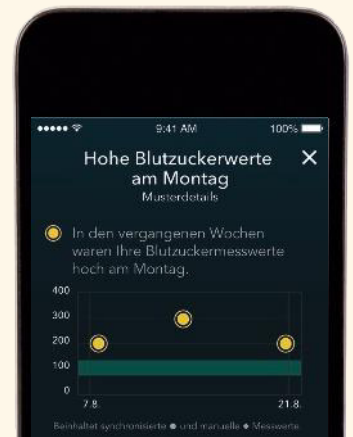 9:41 AM 100%
Hohe Blutzuckerwerte
am Montag
Musterdetails
In den vergangenen Wochen
waren Ihre Blutzuckermesswerte
hoch am Montag.
400
300
200
100
0
7.8. 21.8.
Beinhaltet synchronisierte ● und manuelle ◆ Messwerte